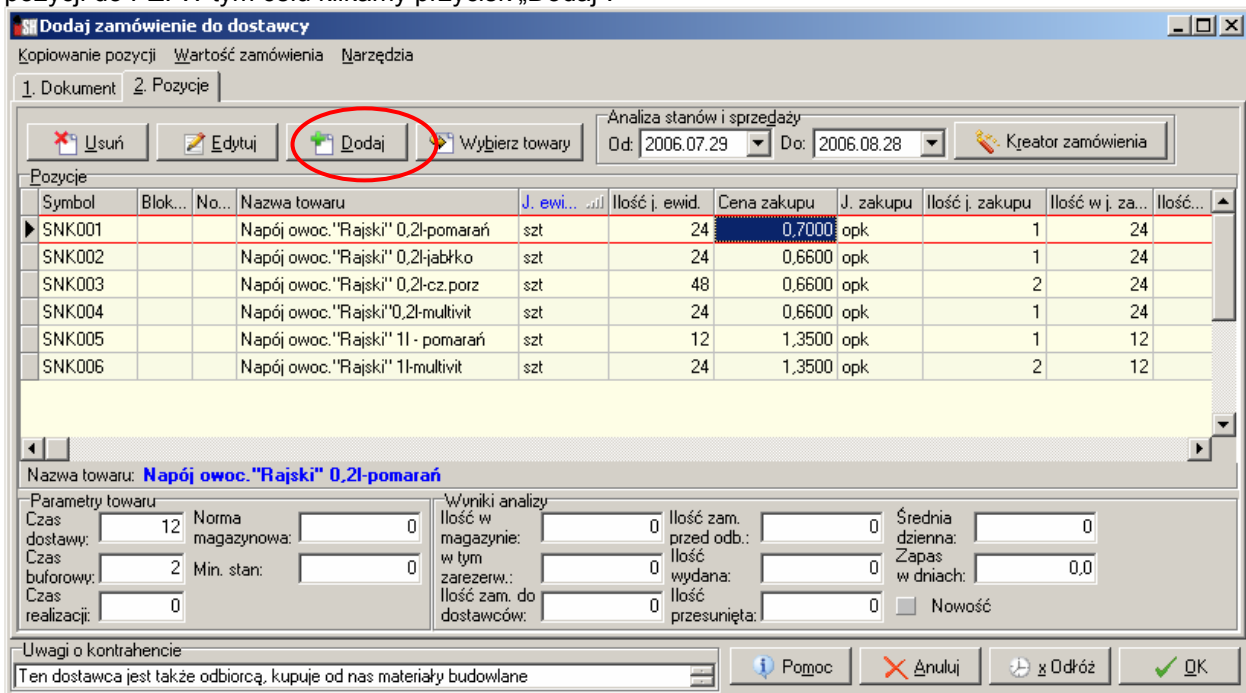 pozycji do PZ. W tym celu klikamy przycisk „Dodaj".
Dodaj zamówienie do dostawcy
Kopiowanie pozycji Wartość zamówienia Narzędzia
1. Dokument 2. Pozycje
Analiza stanów i sprzedaży
Usuń Edytuj Dodaj Wybierz towary Od: 2006.07.29 Do: 2006.08.28 Kreator zamówienia
Pozycje
Symbol Blok... No... Nazwa towaru J. ewi... Ilość j. ewid. Cena zakupu J. zakupu Ilość j. zakupu Ilość w j. za... Ilość...
SNK001 Napój owoc."Rajski" 0,2l-pomarań szt 24 0,7000 opk 1 24
SNK002 Napój owoc."Rajski" 0,2l-jabłko szt 24 0,6600 opk 1 24
SNK003 Napój owoc."Rajski" 0,2l-cz.porz szt 48 0,6600 opk 2 24
SNK004 Napój owoc."Rajski"0,2l-multivit szt 24 0,6600 opk 1 24
SNK005 Napój owoc."Rajski" 1l - pomarań szt 12 1,3500 opk 1 12
SNK006 Napój owoc."Rajski" 1l-multivit szt 24 1,3500 opk 2 12
Nazwa towaru: Napój owoc."Rajski" 0,2l-pomarań
Parametry towaru Wyniki analizy
Czas dostawy: 12 Norma magazynowa: 0 Ilość w magazynie: 0 Ilość zam. przed odb.: 0 Średnia dzienna: 0
Czas buforowy: 2 Min. stan: 0 w tym zarezerw.: 0 Ilość wydana: 0 Zapas w dniach: 0,0
Czas realizacji: 0 Ilość zam. do dostawców: 0 Ilość przesunięta: 0 Nowość
Uwagi o kontrahencie
Ten dostawca jest także odbiorcą, kupuje od nas materiały budowlane Pomoc Anuluj x Odłóż OK